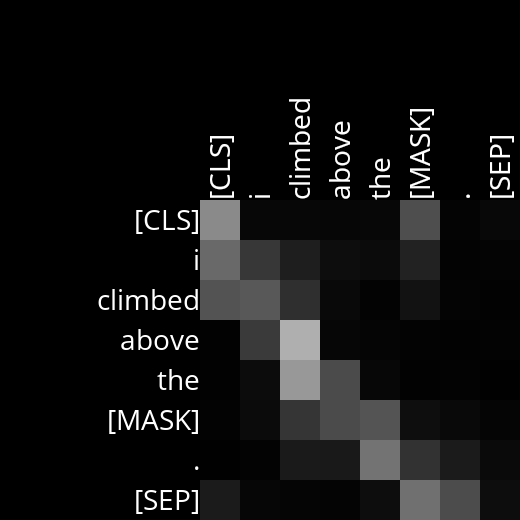 [CLS] i climbed above the [MASK] . [SEP]
[CLS]
i
climbed
above
the
[MASK]
.
[SEP]